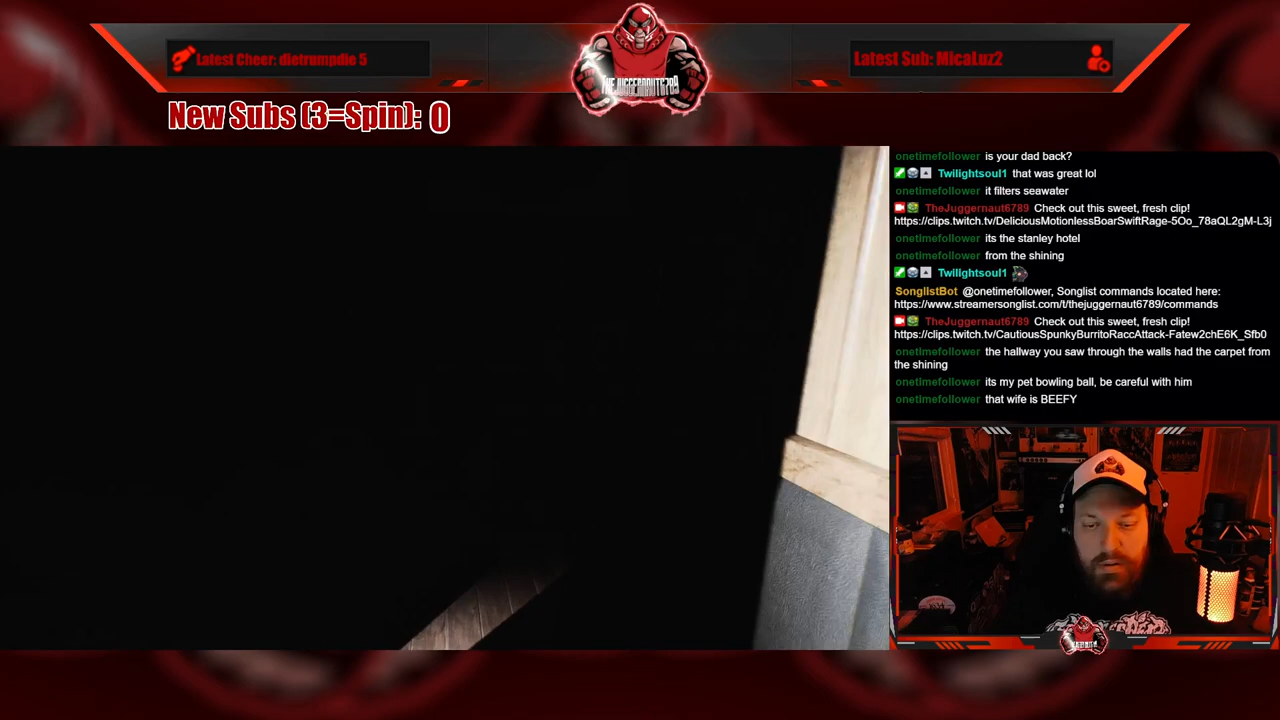 Latest Cheer: dietrumpdie 5
THEJUGGERNAUT6789
Latest Sub: MicaLuz2
New Subs (3=Spin): 0
onetimefollower is your dad back?
Twilightsoul1 that was great lol
onetimefollower it filters seawater
TheJuggernaut6789 Check out this sweet, fresh clip!
https://clips.twitch.tv/DeliciousMotionlessBoarSwiftRage-5Oo_78aQL2gM-L3j
onetimefollower its the stanley hotel
onetimefollower from the shining
Twilightsoul1
SonglistBot @onetimefollower, Songlist commands located here:
https://www.streamersonglist.com/t/thejuggernaut6789/commands
TheJuggernaut6789 Check out this sweet, fresh clip!
https://clips.twitch.tv/CautiousSpunkyBurritoRaccAttack-Fatew2chE6K_Sfb0
onetimefollower the hallway you saw through the walls had the carpet from
the shining
onetimefollower its my pet bowling ball, be careful with him
onetimefollower that wife is BEEFY